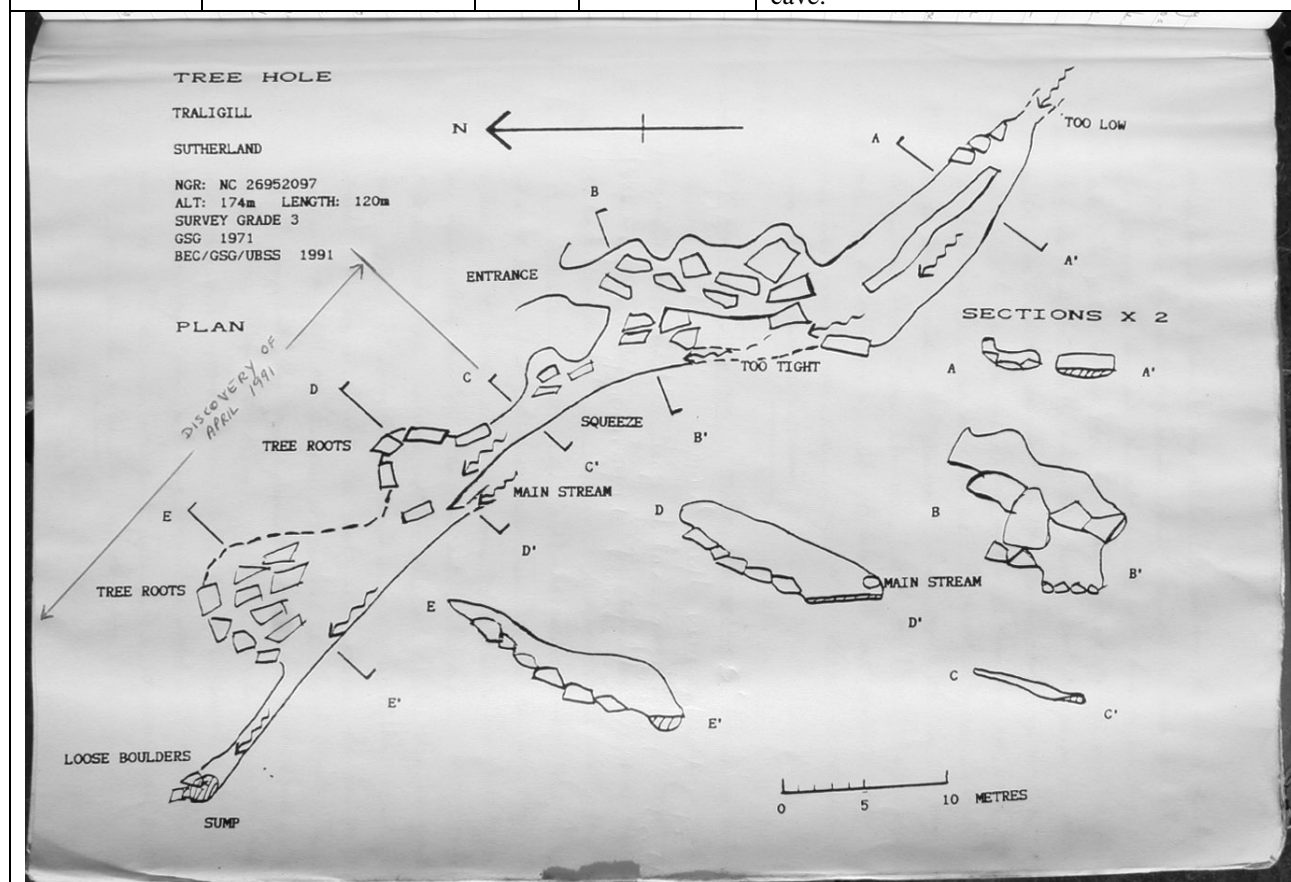 cave.
TREE HOLE
TRALIGILL
SUTHERLAND
NGR: NC 26952097
ALT: 174m LENGTH: 120m
SURVEY GRADE 3
GSG 1971
BEC/GSG/UBSS 1991
PLAN
N
TOO LOW
A
A'
B
ENTRANCE
SECTIONS X 2
A
A'
TOO TIGHT
DISCOVERY OF
APRIL 1991
C
D
SQUEEZE
B'
TREE ROOTS
C'
MAIN STREAM
E
D'
D
B
MAIN STREAM
B'
TREE ROOTS
E
D'
C
C'
E'
E'
LOOSE BOULDERS
SUMP
0 5 10 METRES